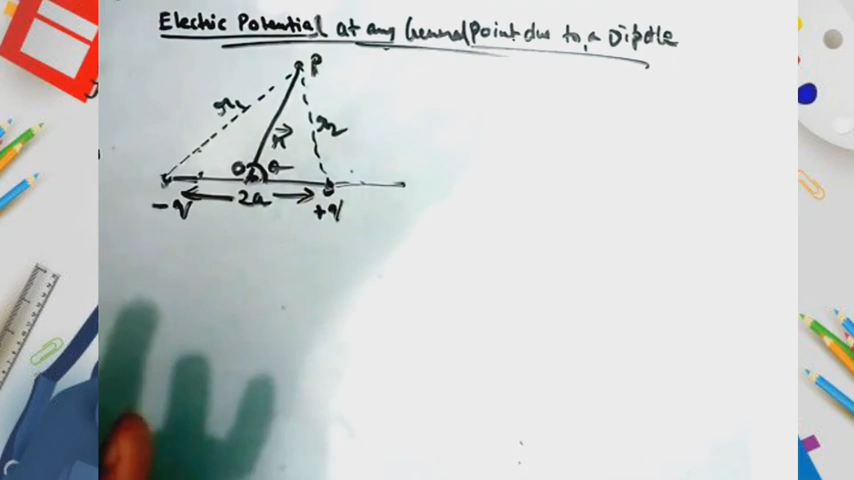 Electric Potential at any General Point due to, a Dipole
P
r₁
r₂
r⃗
O θ
2a
-q +q